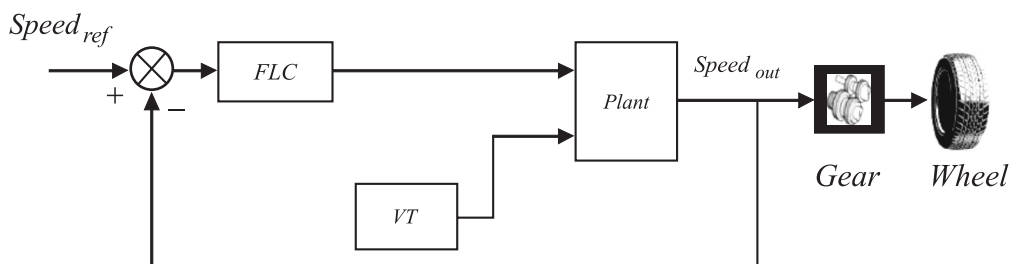 Speed ref
+
−
FLC
VT
Plant
Speed out
Gear
Wheel